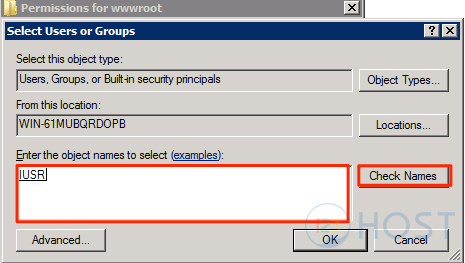 Permissions for wwwroot
Select Users or Groups
Select this object type:
Users, Groups, or Built-in security principals
Object Types...
From this location:
WIN-61MUBQRDOPB
Locations...
Enter the object names to select (examples):
IUSR
Check Names
HOST
Advanced...
OK
Cancel